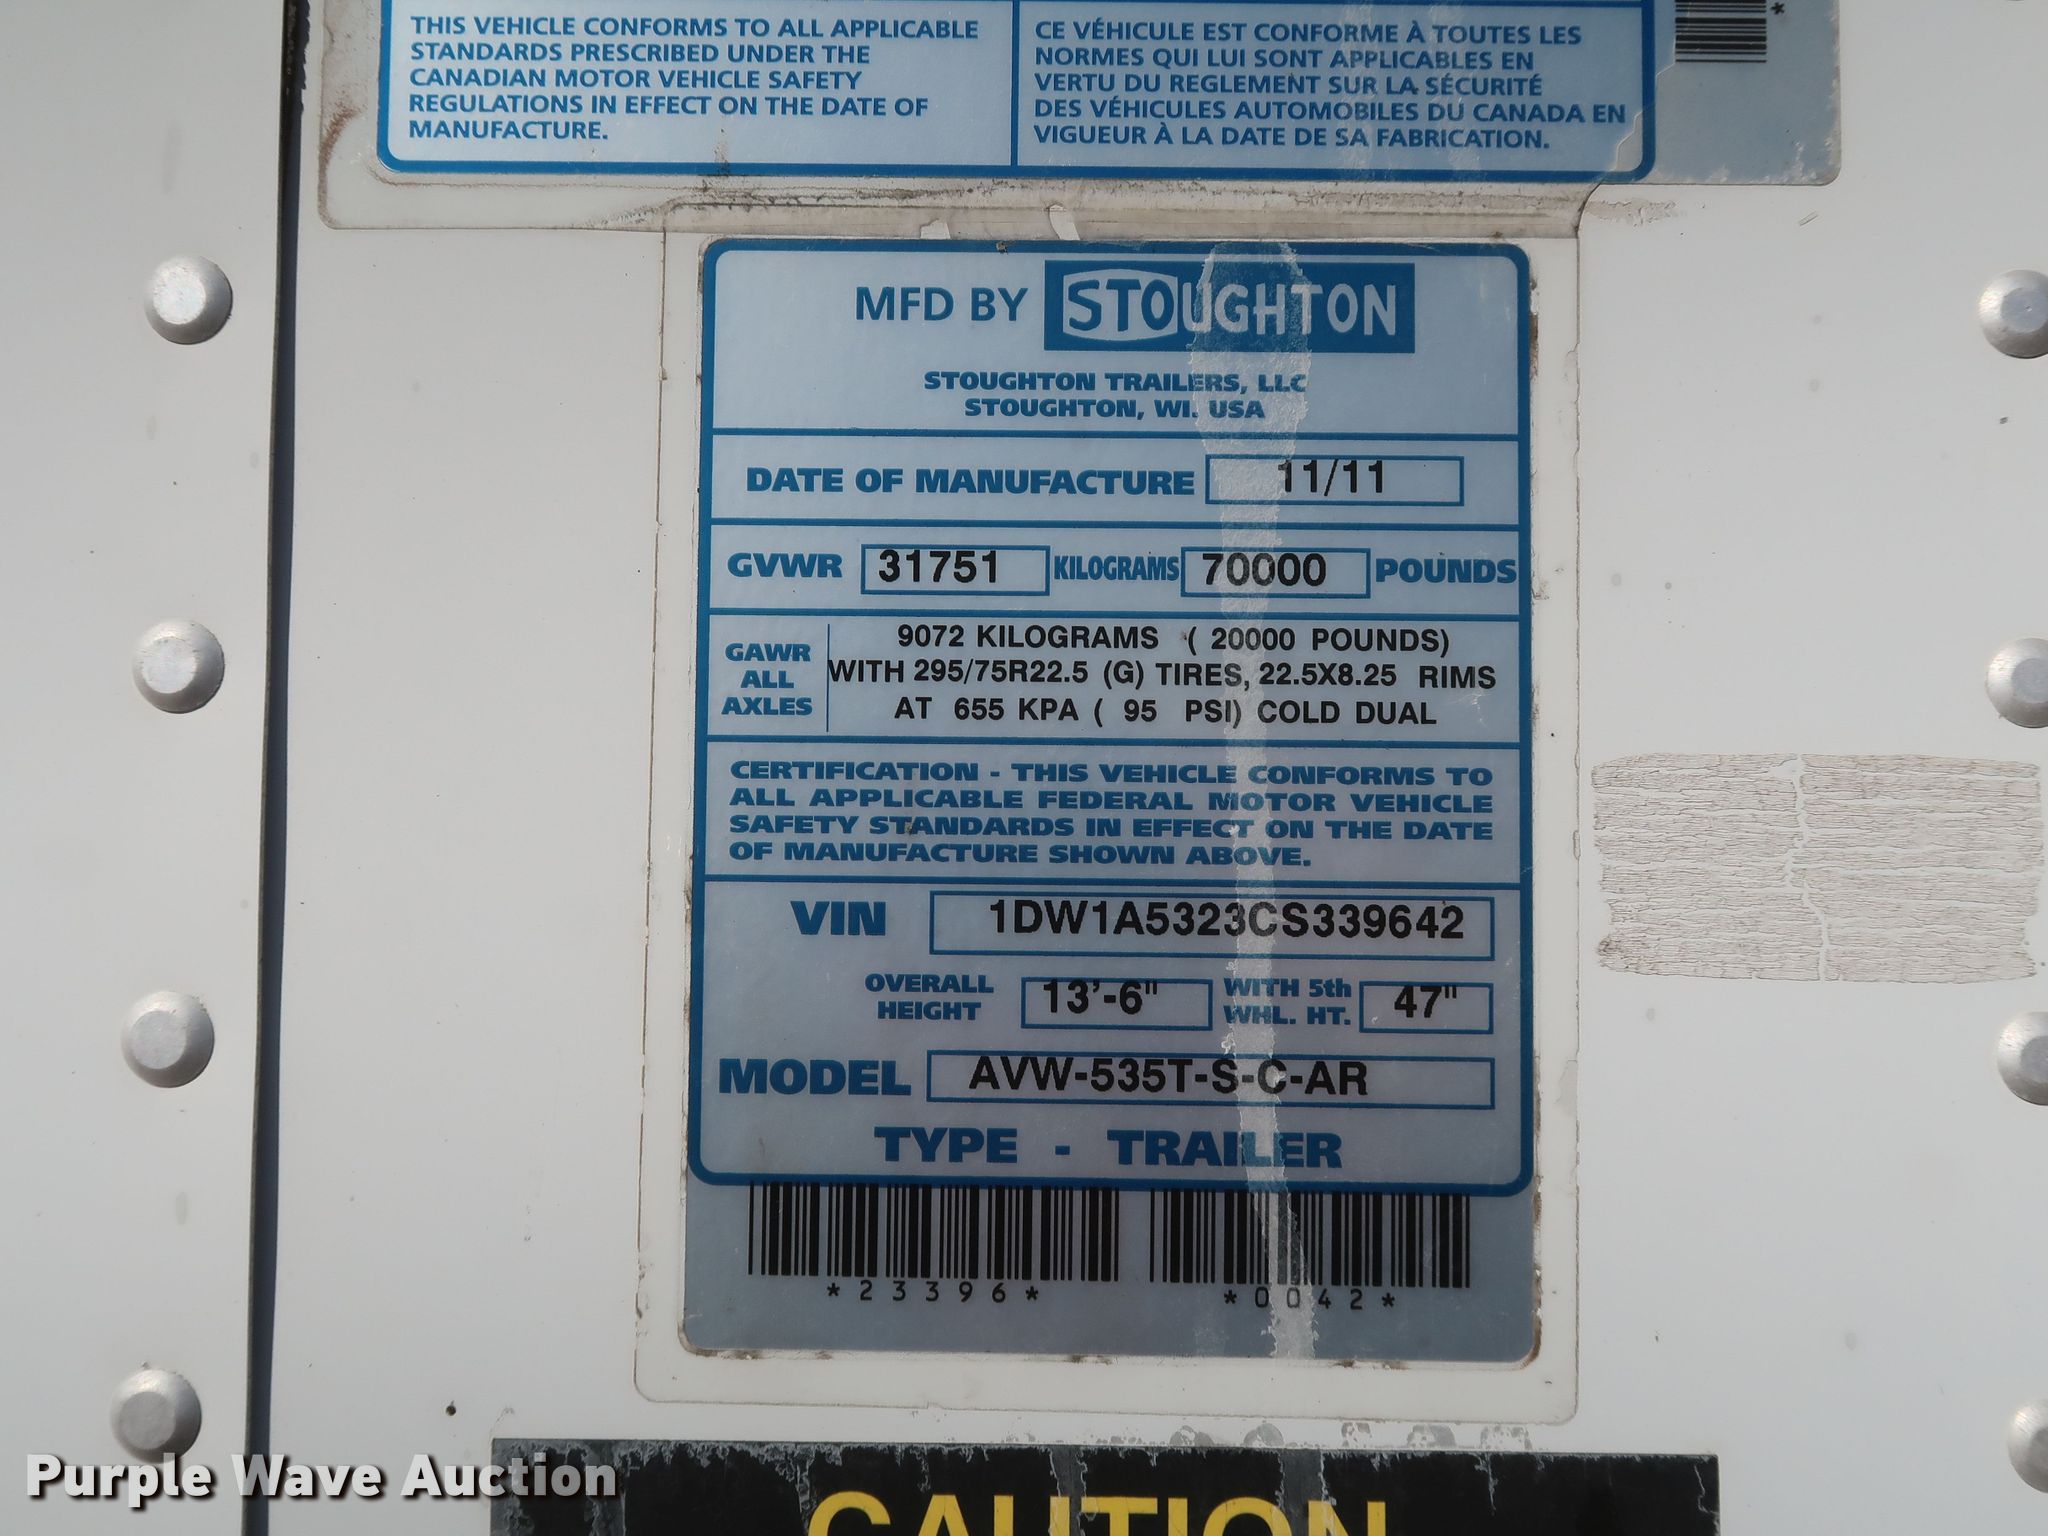 THIS VEHICLE CONFORMS TO ALL APPLICABLE
STANDARDS PRESCRIBED UNDER THE
CANADIAN MOTOR VEHICLE SAFETY
REGULATIONS IN EFFECT ON THE DATE OF
MANUFACTURE.
CE VÉHICULE EST CONFORME À TOUTES LES
NORMES QUI LUI SONT APPLICABLES EN
VERTU DU REGLEMENT SUR LA SÉCURITÉ
DES VÉHICULES AUTOMOBILES DU CANADA EN
VIGUEUR À LA DATE DE SA FABRICATION.
*
MFD BY STOUGHTON
STOUGHTON TRAILERS, LLC
STOUGHTON, WI. USA
DATE OF MANUFACTURE 11/11
GVWR 31751 KILOGRAMS 70000 POUNDS
GAWR ALL AXLES
9072 KILOGRAMS ( 20000 POUNDS)
WITH 295/75R22.5 (G) TIRES, 22.5X8.25 RIMS
AT 655 KPA ( 95 PSI) COLD DUAL
CERTIFICATION - THIS VEHICLE CONFORMS TO
ALL APPLICABLE FEDERAL MOTOR VEHICLE
SAFETY STANDARDS IN EFFECT ON THE DATE
OF MANUFACTURE SHOWN ABOVE.
VIN 1DW1A5323CS339642
OVERALL HEIGHT 13'-6" WITH 5th WHL. HT. 47"
MODEL AVW-535T-S-C-AR
TYPE - TRAILER
*23396* *0042*
CAUTION
Purple Wave Auction